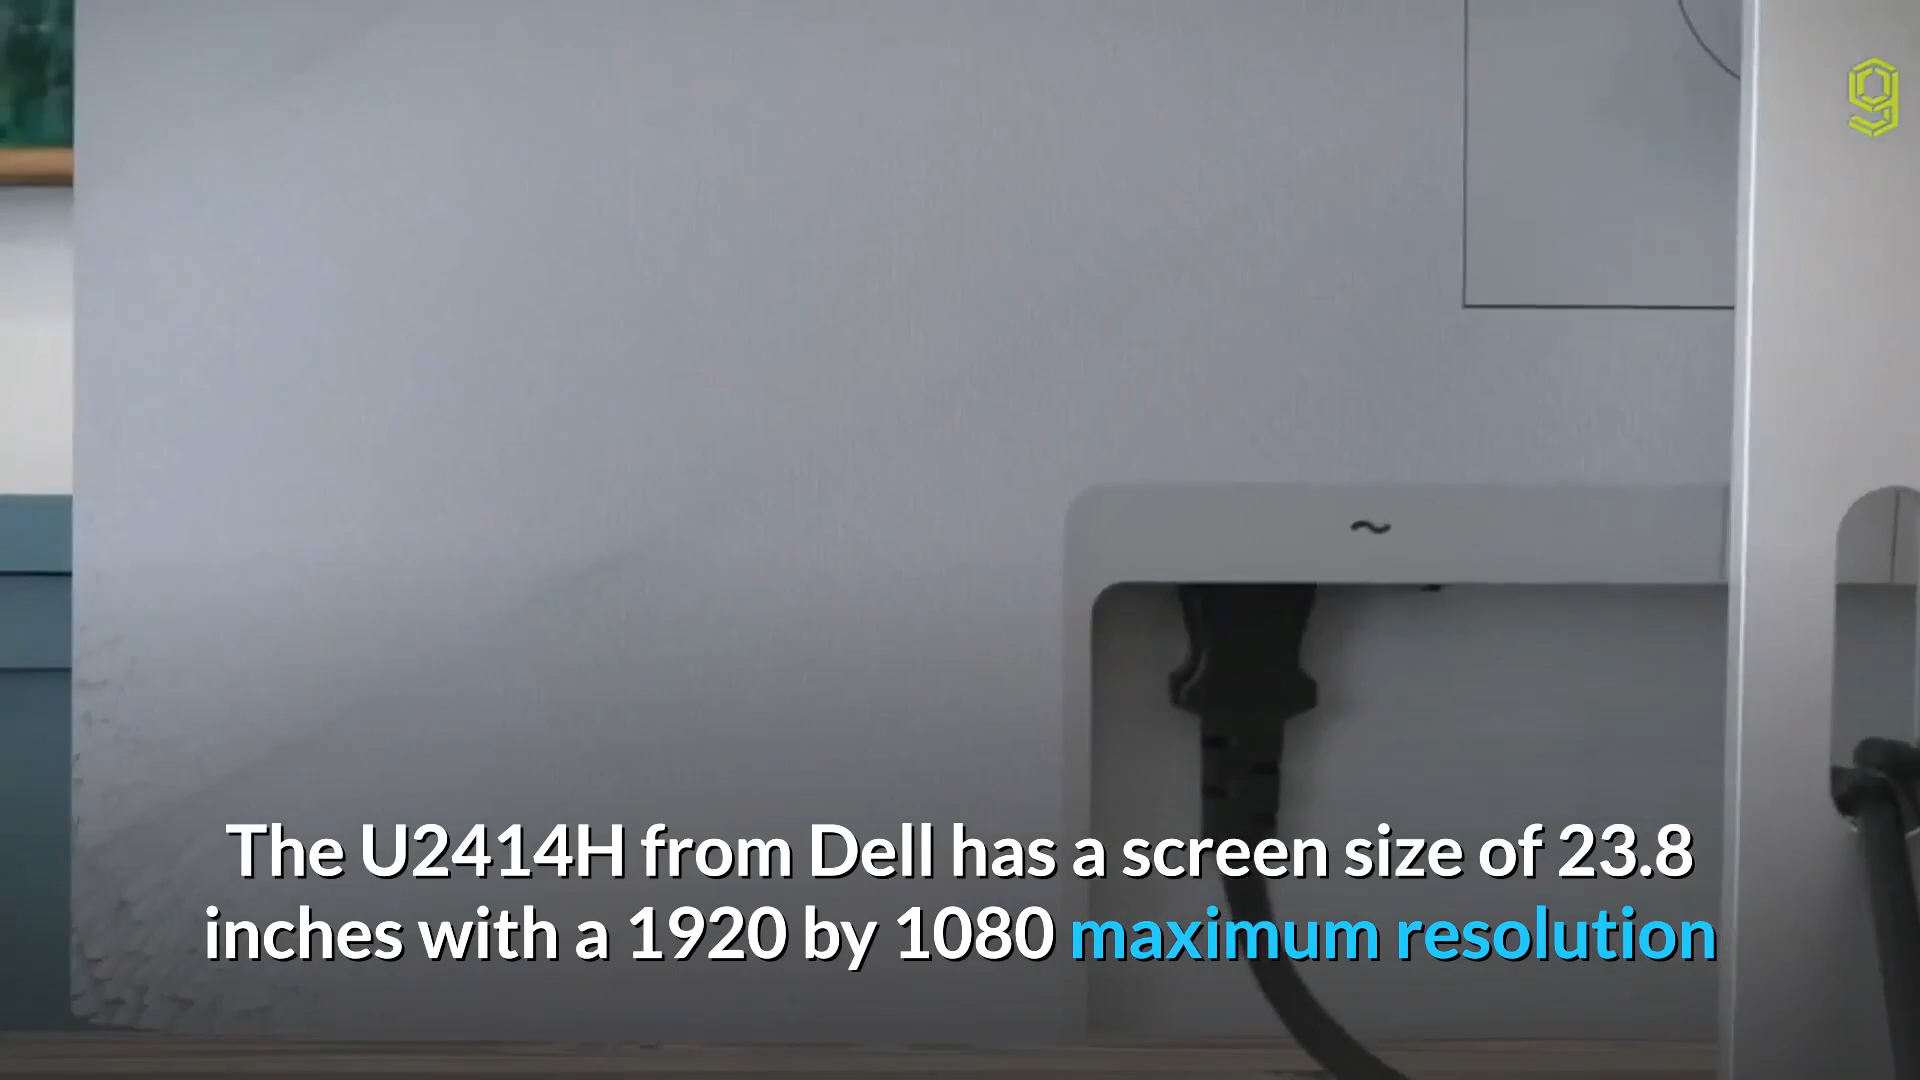 The U2414H from Dell has a screen size of 23.8
inches with a 1920 by 1080 maximum resolution